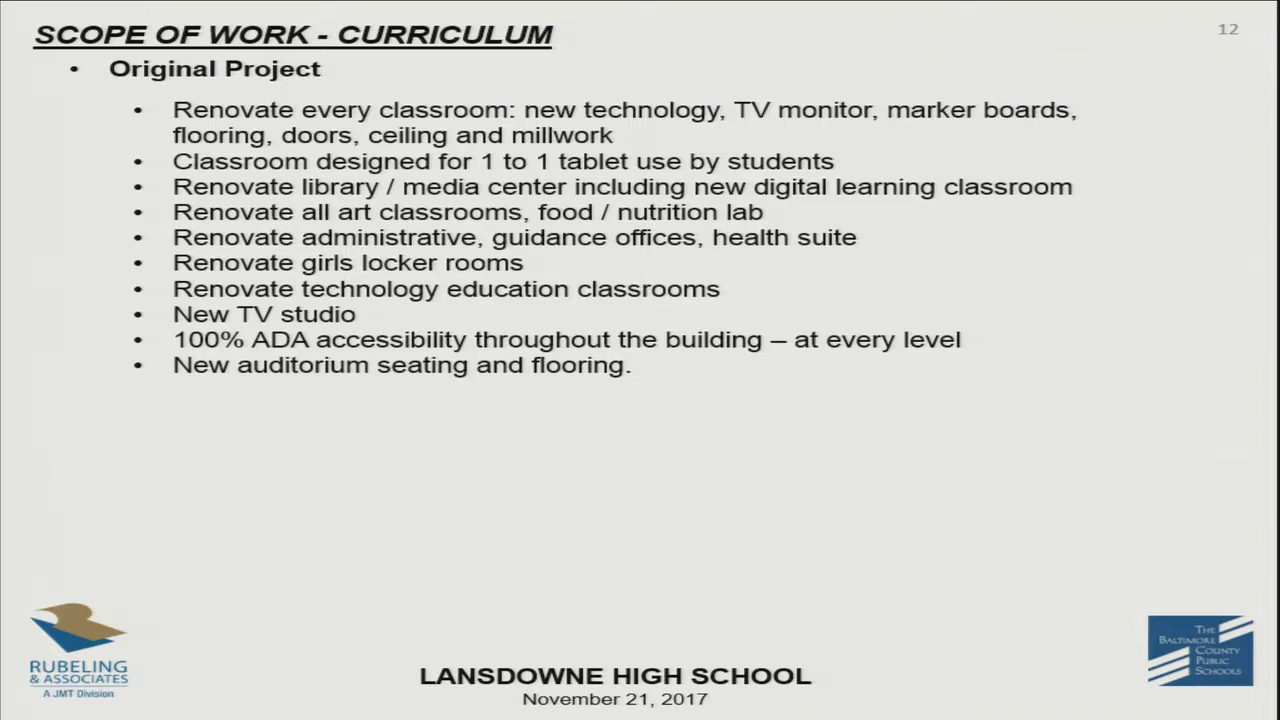 SCOPE OF WORK - CURRICULUM
12
• Original Project
• Renovate every classroom: new technology, TV monitor, marker boards,
flooring, doors, ceiling and millwork
• Classroom designed for 1 to 1 tablet use by students
• Renovate library / media center including new digital learning classroom
• Renovate all art classrooms, food / nutrition lab
• Renovate administrative, guidance offices, health suite
• Renovate girls locker rooms
• Renovate technology education classrooms
• New TV studio
• 100% ADA accessibility throughout the building – at every level
• New auditorium seating and flooring.
RUBELING
& ASSOCIATES
A JMT Division
LANSDOWNE HIGH SCHOOL
November 21, 2017
THE
BALTIMORE
COUNTY
PUBLIC
SCHOOLS